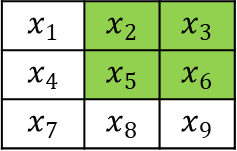 x₁ x₂ x₃
x₄ x₅ x₆
x₇ x₈ x₉